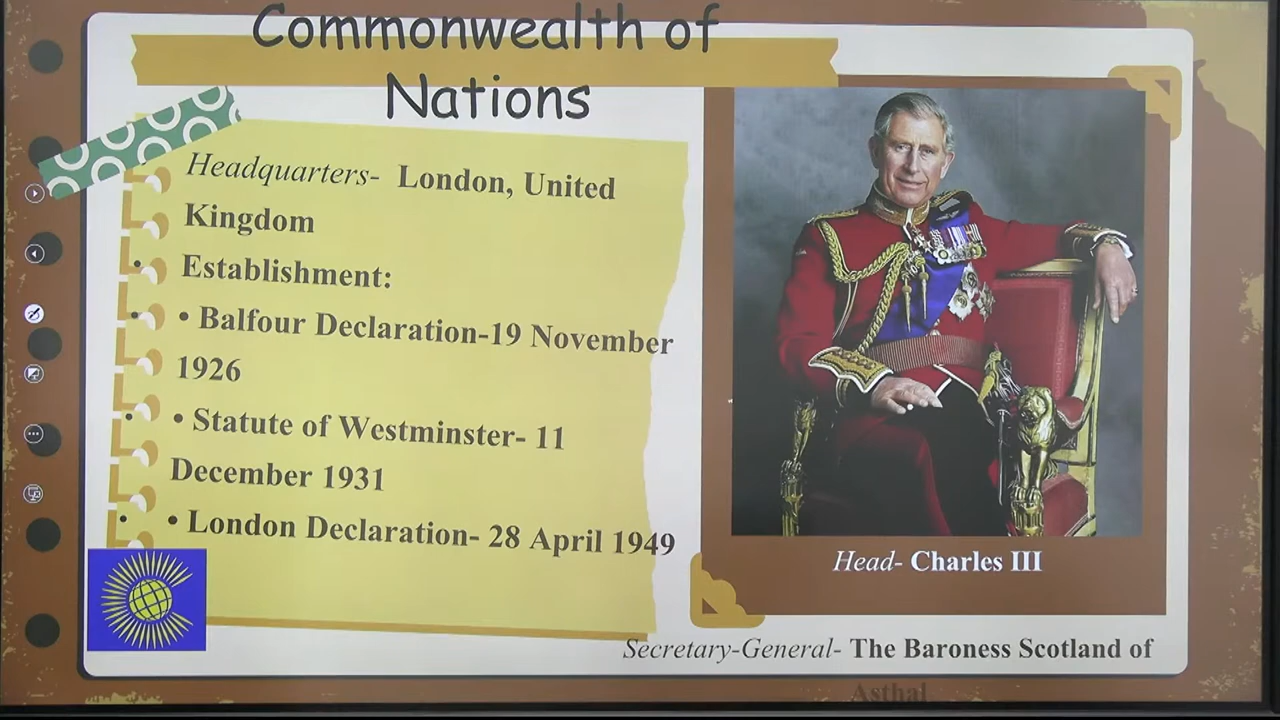 Commonwealth of
Nations
Headquarters- London, United
Kingdom
• Establishment:
• • Balfour Declaration-19 November
1926
• • Statute of Westminster- 11
December 1931
• • London Declaration- 28 April 1949
Head- Charles III
Secretary-General- The Baroness Scotland of
Asthal